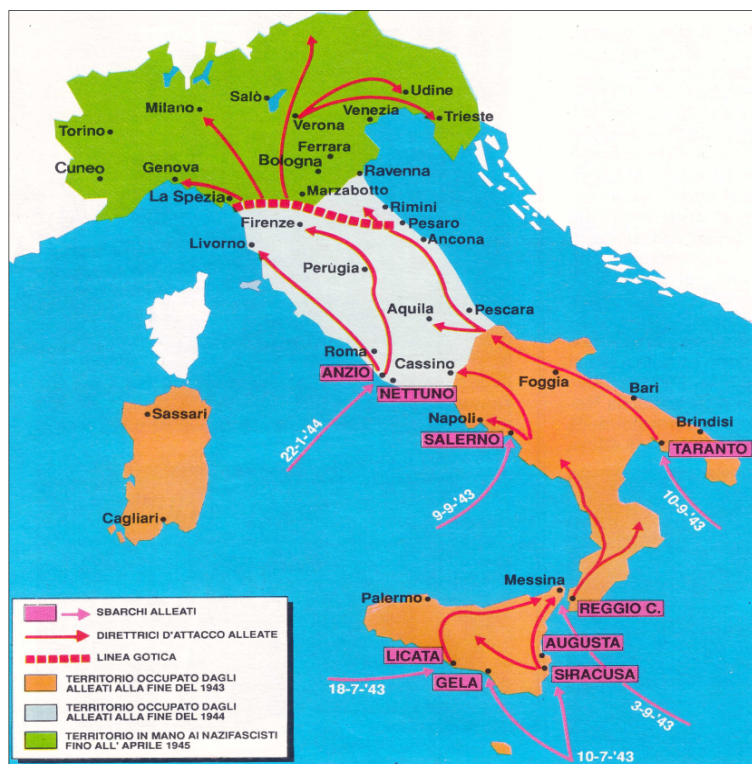 Udine
Salò
Milano
Venezia
Trieste
Verona
Torino
Ferrara
Bologna
Cuneo
Genova
Ravenna
Marzabotto
La Spezia
Rimini
Firenze
Pesaro
Livorno
Ancona
Perugia
Aquila
Pescara
Roma
ANZIO
Cassino
NETTUNO
Foggia
Bari
Sassari
Napoli
Brindisi
SALERNO
TARANTO
22-1-'44
9-9-'43
10-9-'43
Cagliari
Messina
Palermo
REGGIO C.
AUGUSTA
LICATA
SIRACUSA
GELA
18-7-'43
3-9-'43
10-7-'43
SBARCHI ALLEATI
DIRETTRICI D'ATTACCO ALLEATE
LINEA GOTICA
TERRITORIO OCCUPATO DAGLI
ALLEATI ALLA FINE DEL 1943
TERRITORIO OCCUPATO DAGLI
ALLEATI ALLA FINE DEL 1944
TERRITORIO IN MANO AI NAZIFASCISTI
FINO ALL' APRILE 1945